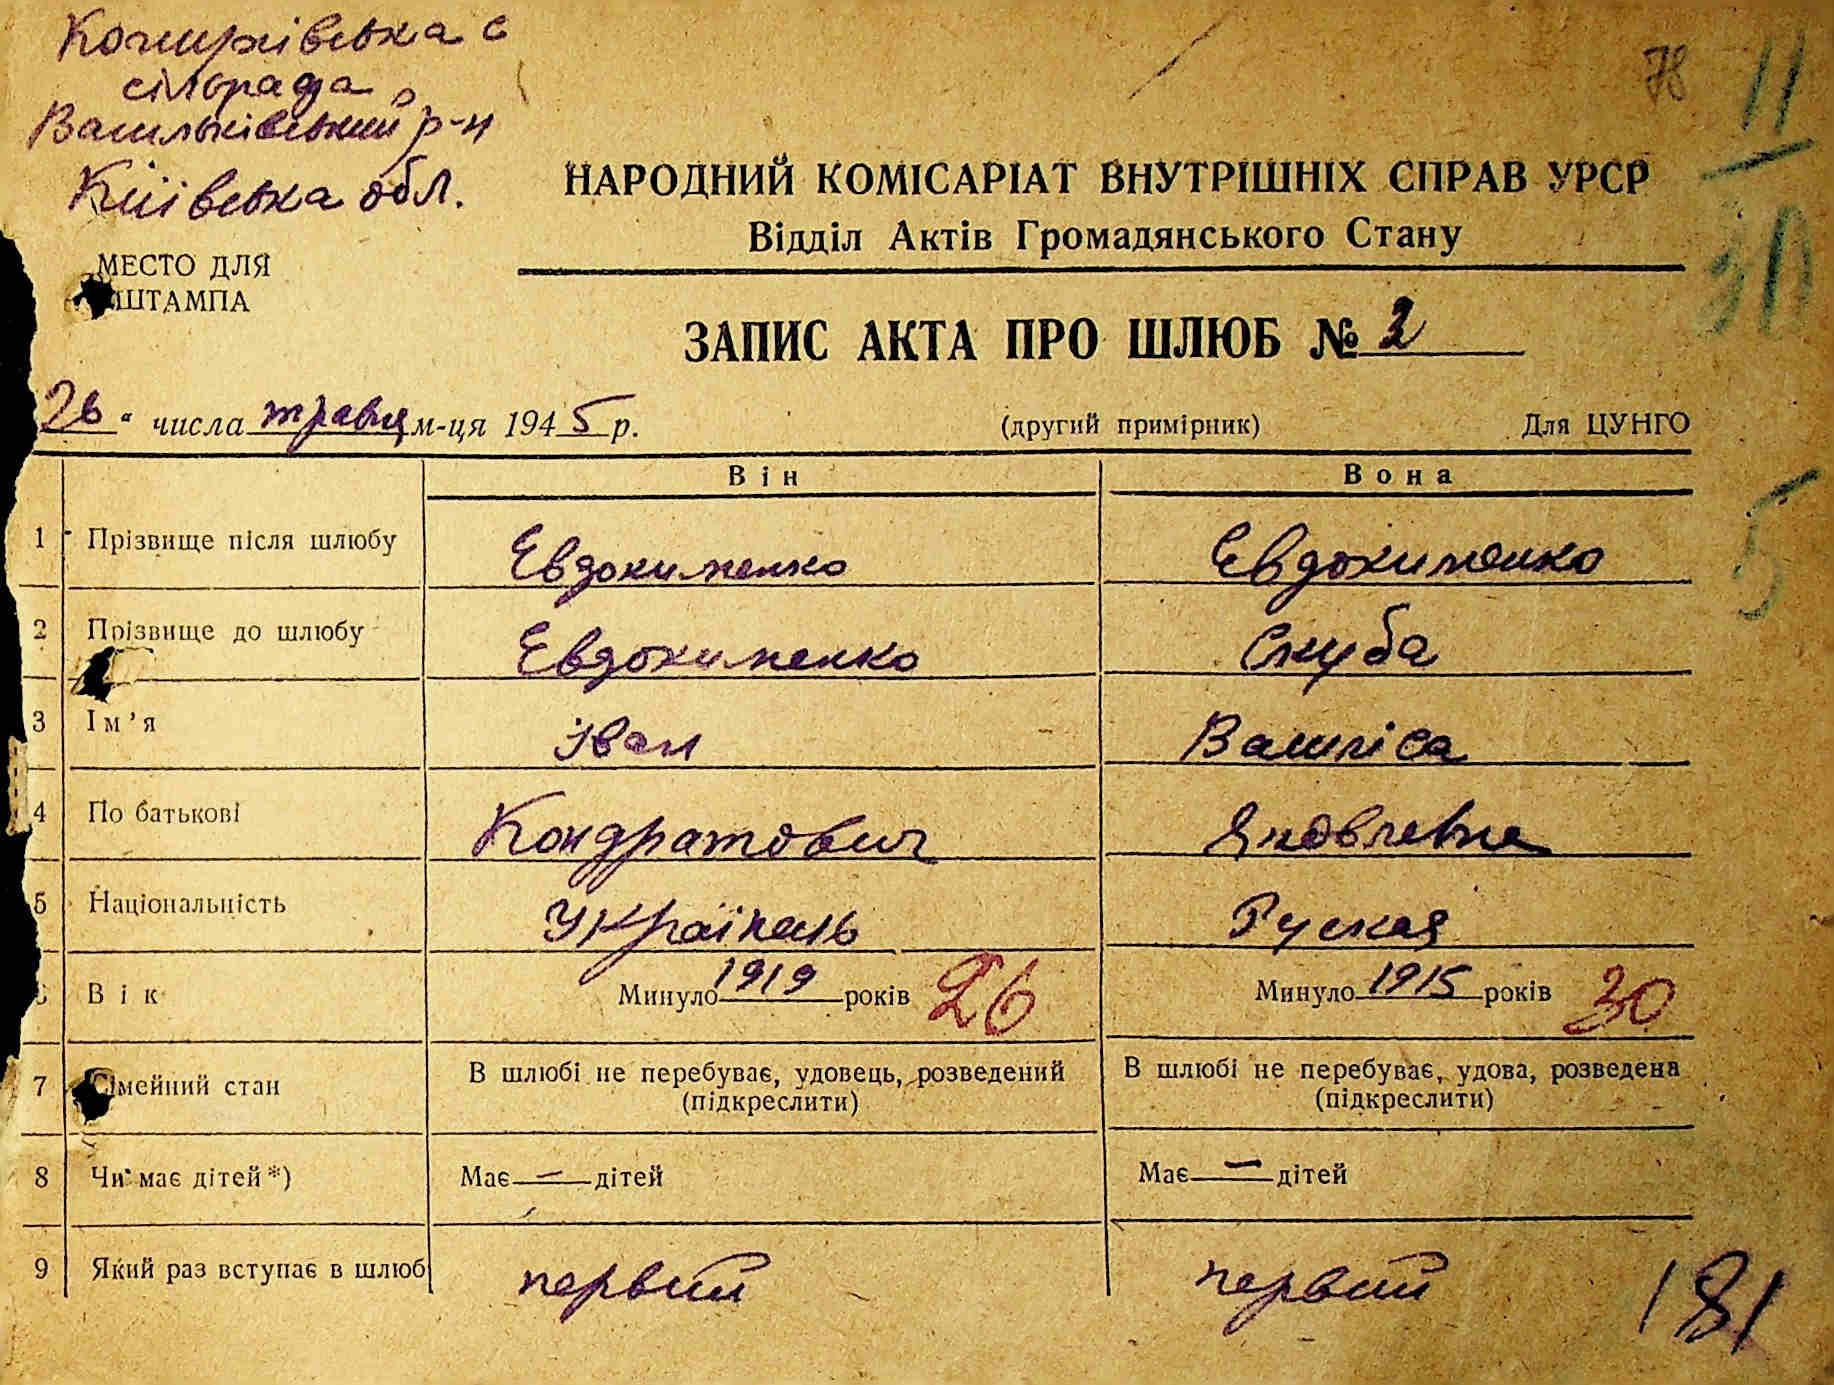 сільрада
Васильківський р-н
Київська обл.
78
11
30
НАРОДНИЙ КОМІСАРІАТ ВНУТРІШНІХ СПРАВ УРСР
Відділ Актів Громадянського Стану
МЕСТО ДЛЯ
ШТАМПА
ЗАПИС АКТА ПРО ШЛЮБ № 2
26 " числа травня м-ця 1945 р. (другий примірник) Для ЦУНГО
Він Вона
1 Прізвище після шлюбу Евдокименко Евдокименко
5
2 Прізвище до шлюбу Евдокименко Скуба
3 Ім'я Іван
4 По батькові Кондратович Яковлевна
5 Національність Українець Руская
6 Вік Минуло 1919 років 26 Минуло 1915 років 30
7 Сімейний стан В шлюбі не перебуває, удовець, розведений (підкреслити) В шлюбі не перебуває, удова, розведена (підкреслити)
8 Чи має дітей*) Має — дітей Має — дітей
9 Який раз вступає в шлюб первий первий
181